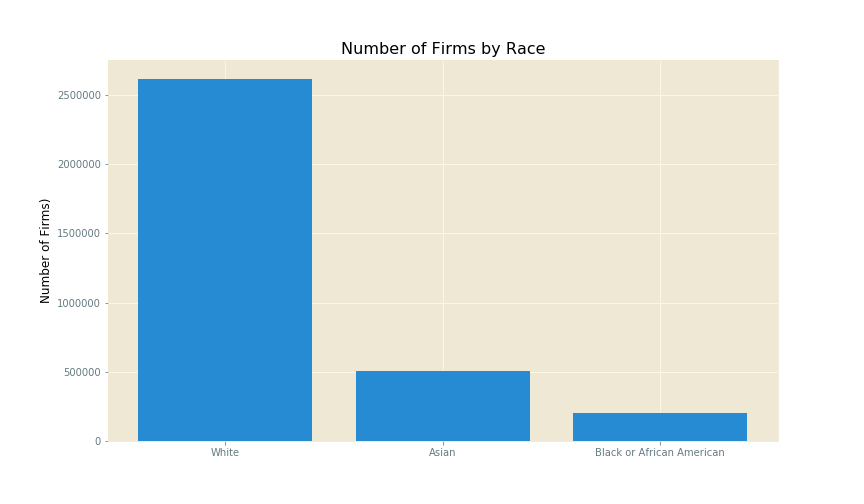 Number of Firms by Race
Number of Firms)
2500000
2000000
1500000
1000000
500000
0
White
Asian
Black or African American